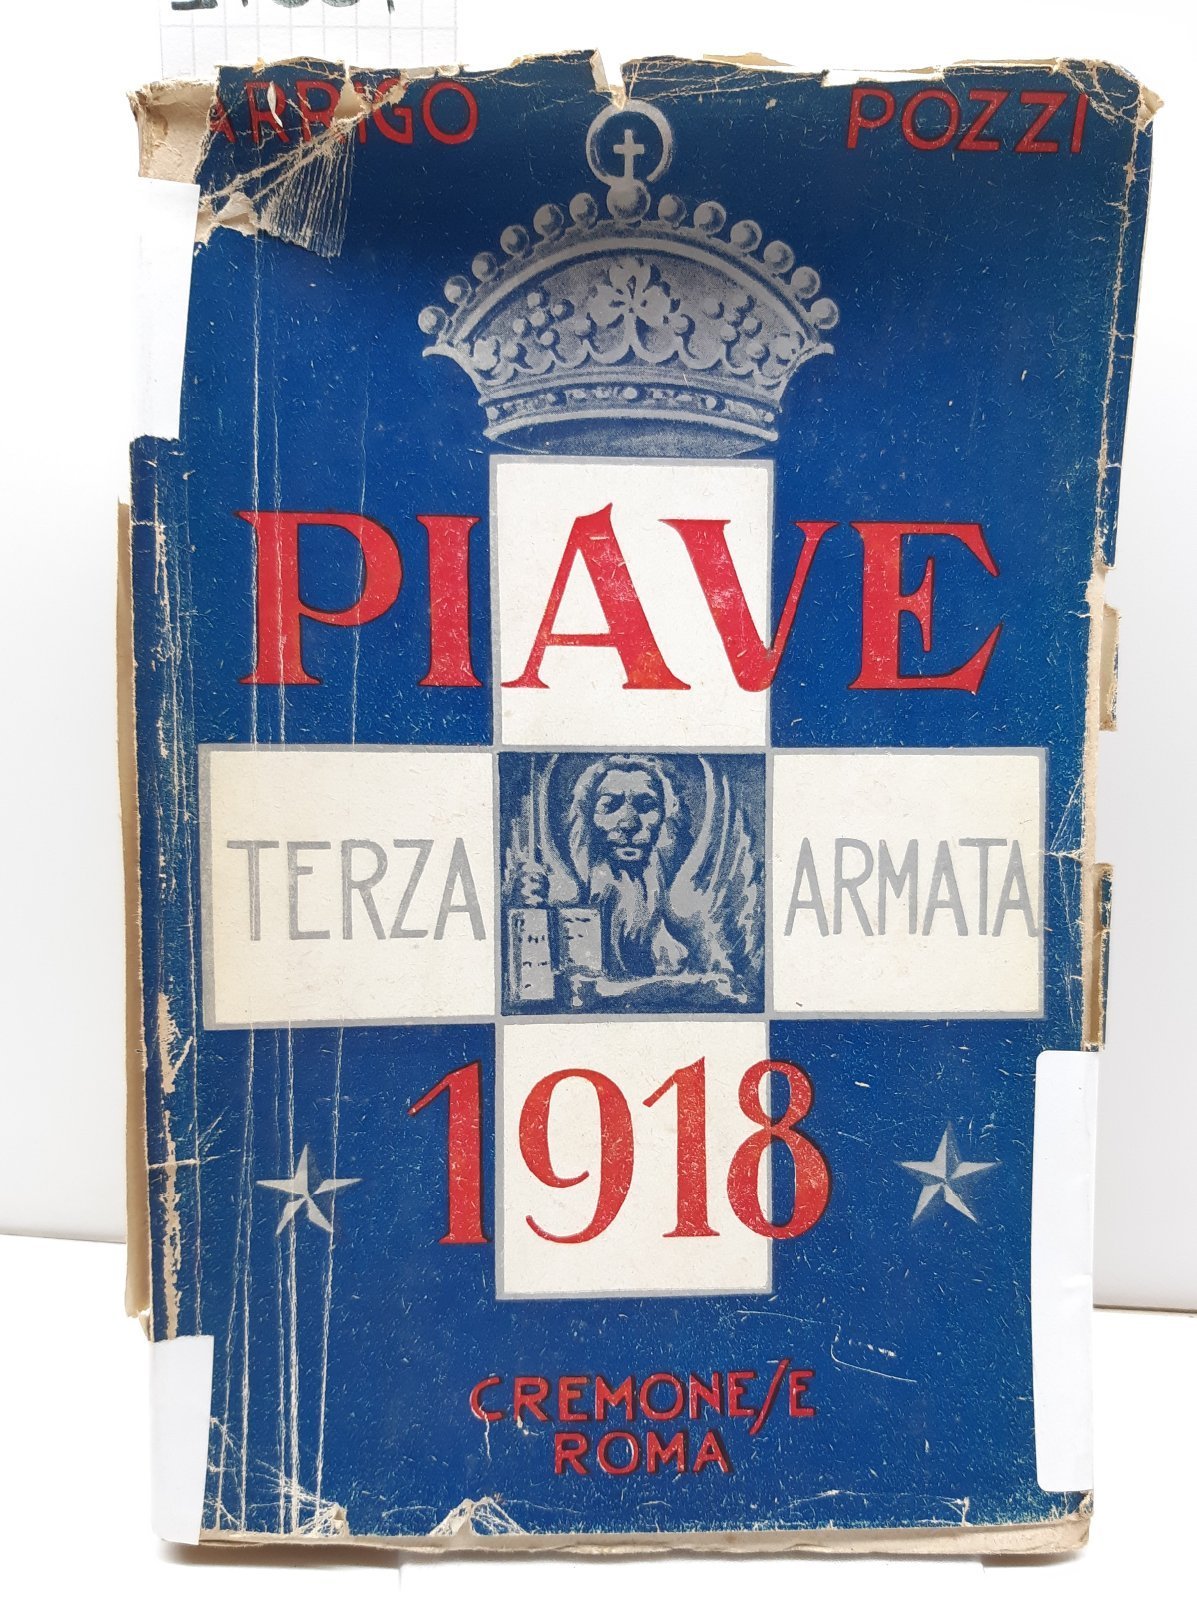 ARRIGO POZZI
PIAVE
TERZA ARMATA
1918
CREMONESE
ROMA